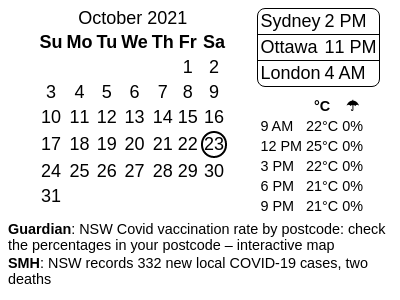 October 2021
Su Mo Tu We Th Fr Sa
1 2
3 4 5 6 7 8 9
10 11 12 13 14 15 16
17 18 19 20 21 22 23
24 25 26 27 28 29 30
31
Sydney 2 PM
Ottawa 11 PM
London 4 AM
°C ☂
9 AM 22°C 0%
12 PM 25°C 0%
3 PM 22°C 0%
6 PM 21°C 0%
9 PM 21°C 0%
Guardian: NSW Covid vaccination rate by postcode: check
the percentages in your postcode – interactive map
SMH: NSW records 332 new local COVID-19 cases, two
deaths